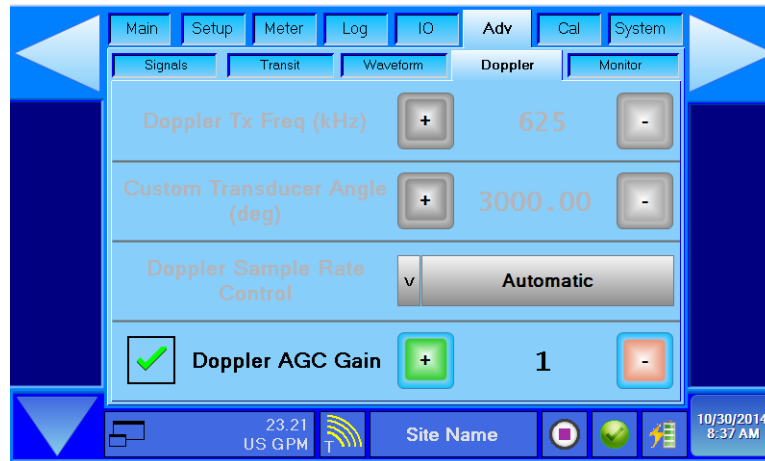 Main Setup Meter Log IO Adv Cal System
Signals Transit Waveform Doppler Monitor
Doppler Tx Freq (kHz) + 625 -
Custom Transducer Angle
(deg) + 3000.00 -
Doppler Sample Rate
Control v Automatic
Doppler AGC Gain + 1 -
23.21
US GPM T Site Name
10/30/2014
8:37 AM